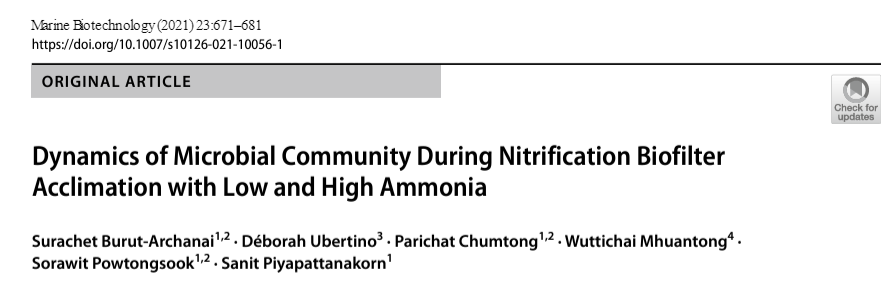 Marine Biotechnology (2021) 23:671–681
https://doi.org/10.1007/s10126-021-10056-1
ORIGINAL ARTICLE
Check for
updates
Dynamics of Microbial Community During Nitrification Biofilter
Acclimation with Low and High Ammonia
Surachet Burut-Archanai1,2 · Déborah Ubertino3 · Parichat Chumtong1,2 · Wuttichai Mhuantong4 ·
Sorawit Powtongsook1,2 · Sanit Piyapattanakorn1